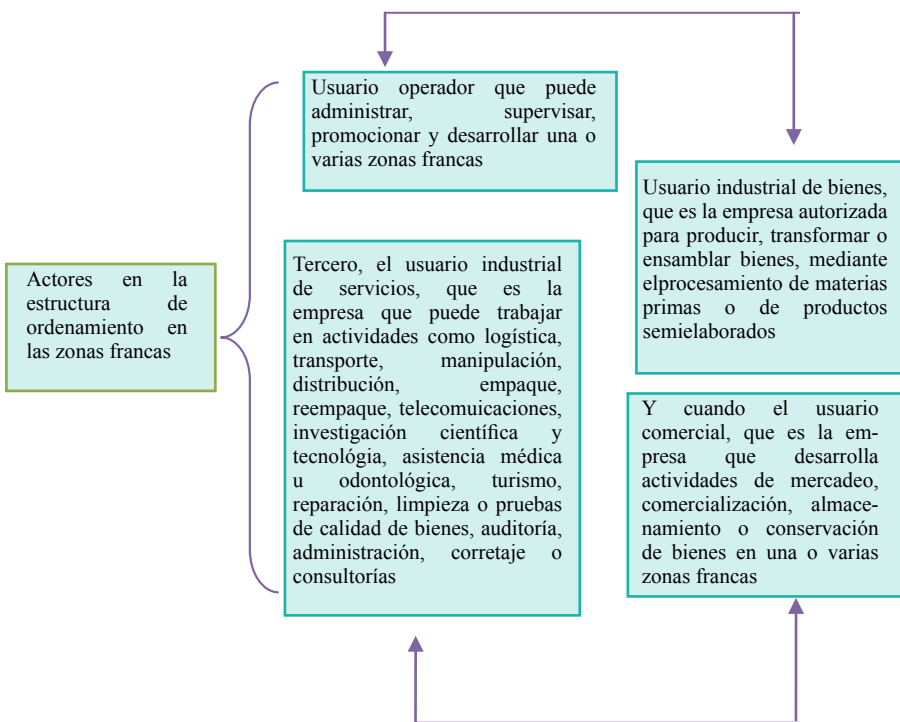 Actores en la
estructura de
ordenamiento en
las zonas francas
Usuario operador que puede
administrar, supervisar,
promocionar y desarrollar una o
varias zonas francas
Usuario industrial de bienes,
que es la empresa autorizada
para producir, transformar o
ensamblar bienes, mediante
elprocesamiento de materias
primas o de productos
semielaborados
Tercero, el usuario industrial
de servicios, que es la
empresa que puede trabajar
en actividades como logística,
transporte, manipulación,
distribución, empaque,
reempaque, telecomuicaciones,
investigación científica y
tecnológia, asistencia médica
u odontológica, turismo,
reparación, limpieza o pruebas
de calidad de bienes, auditoría,
administración, corretaje o
consultorías
Y cuando el usuario
comercial, que es la em-
presa que desarrolla
actividades de mercadeo,
comercialización, almace-
namiento o conservación
de bienes en una o varias
zonas francas